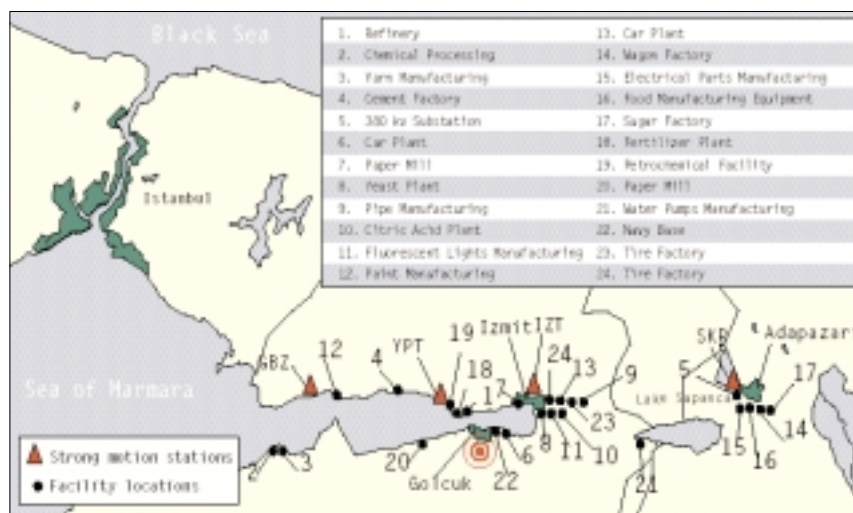 Black Sea
1. Refinery
2. Chemical Processing
3. Yarn Manufacturing
4. Cement Factory
5. 380 kv Substation
6. Car Plant
7. Paper Mill
8. Yeast Plant
9. Pipe Manufacturing
10. Citric Acid Plant
11. Fluorescent Lights Manufacturing
12. Paint Manufacturing
13. Car Plant
14. Wagon Factory
15. Electrical Parts Manufacturing
16. Food Manufacturing Equipment
17. Sugar Factory
18. Fertilizer Plant
19. Petrochemical Facility
20. Paper Mill
21. Water Pumps Manufacturing
22. Navy Base
23. Tire Factory
24. Tire Factory
Istanbul
Sea of Marmara
GBZ
12
4
YPT
19
18
1
7
Izmit
IZT
24
13
9
23
SKR
Adapazari
5
Lake Sapanca
17
2
3
20
Golcuk
22
6
8
11
10
21
15
16
14
Strong motion stations
Facility locations